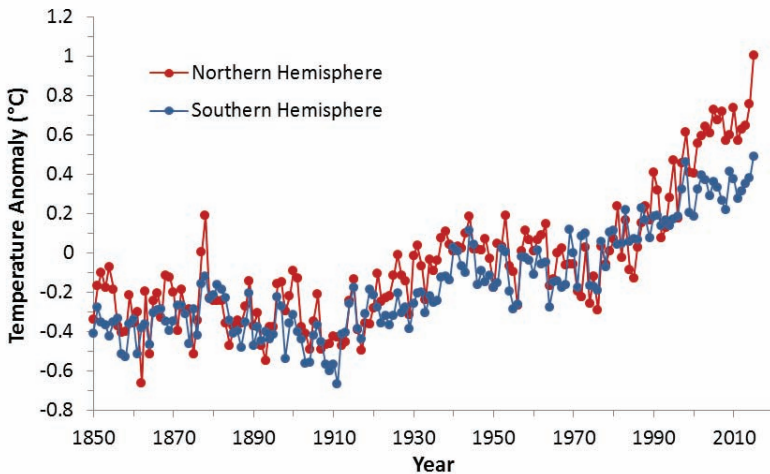 1.2
1
0.8
0.6
0.4
0.2
0
-0.2
-0.4
-0.6
-0.8
Temperature Anomaly (°C)
Northern Hemisphere
Southern Hemisphere
1850 1870 1890 1910 1930 1950 1970 1990 2010
Year